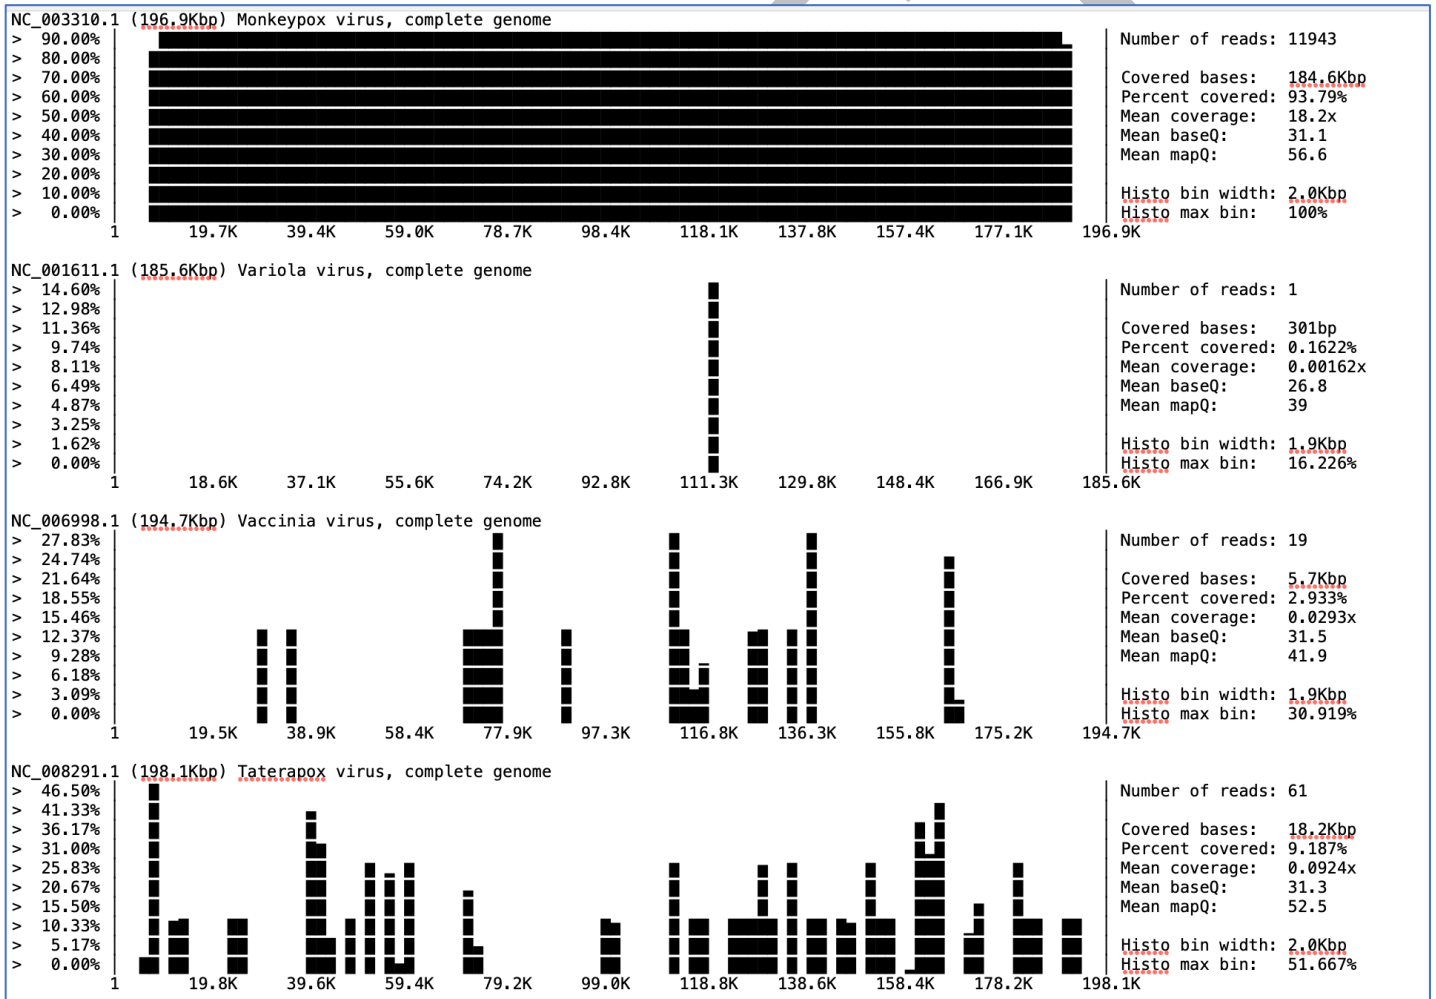 NC_003310.1 (196.9Kbp) Monkeypox virus, complete genome
> 90.00% Number of reads: 11943
> 80.00%
> 70.00% Covered bases: 184.6Kbp
> 60.00% Percent covered: 93.79%
> 50.00% Mean coverage: 18.2x
> 40.00% Mean baseQ: 31.1
> 30.00% Mean mapQ: 56.6
> 20.00%
> 10.00% Histo bin width: 2.0Kbp
> 0.00% Histo max bin: 100%
1 19.7K 39.4K 59.0K 78.7K 98.4K 118.1K 137.8K 157.4K 177.1K 196.9K
NC_001611.1 (185.6Kbp) Variola virus, complete genome
> 14.60% Number of reads: 1
> 12.98%
> 11.36% Covered bases: 301bp
> 9.74% Percent covered: 0.1622%
> 8.11% Mean coverage: 0.00162x
> 6.49% Mean baseQ: 26.8
> 4.87% Mean mapQ: 39
> 3.25%
> 1.62% Histo bin width: 1.9Kbp
> 0.00% Histo max bin: 16.226%
1 18.6K 37.1K 55.6K 74.2K 92.8K 111.3K 129.8K 148.4K 166.9K 185.6K
NC_006998.1 (194.7Kbp) Vaccinia virus, complete genome
> 27.83% Number of reads: 19
> 24.74%
> 21.64% Covered bases: 5.7Kbp
> 18.55% Percent covered: 2.933%
> 15.46% Mean coverage: 0.0293x
> 12.37% Mean baseQ: 31.5
> 9.28% Mean mapQ: 41.9
> 6.18%
> 3.09% Histo bin width: 1.9Kbp
> 0.00% Histo max bin: 30.919%
1 19.5K 38.9K 58.4K 77.9K 97.3K 116.8K 136.3K 155.8K 175.2K 194.7K
NC_008291.1 (198.1Kbp) Taterapox virus, complete genome
> 46.50% Number of reads: 61
> 41.33%
> 36.17% Covered bases: 18.2Kbp
> 31.00% Percent covered: 9.187%
> 25.83% Mean coverage: 0.0924x
> 20.67% Mean baseQ: 31.3
> 15.50% Mean mapQ: 52.5
> 10.33%
> 5.17% Histo bin width: 2.0Kbp
> 0.00% Histo max bin: 51.667%
1 19.8K 39.6K 59.4K 79.2K 99.0K 118.8K 138.6K 158.4K 178.2K 198.1K